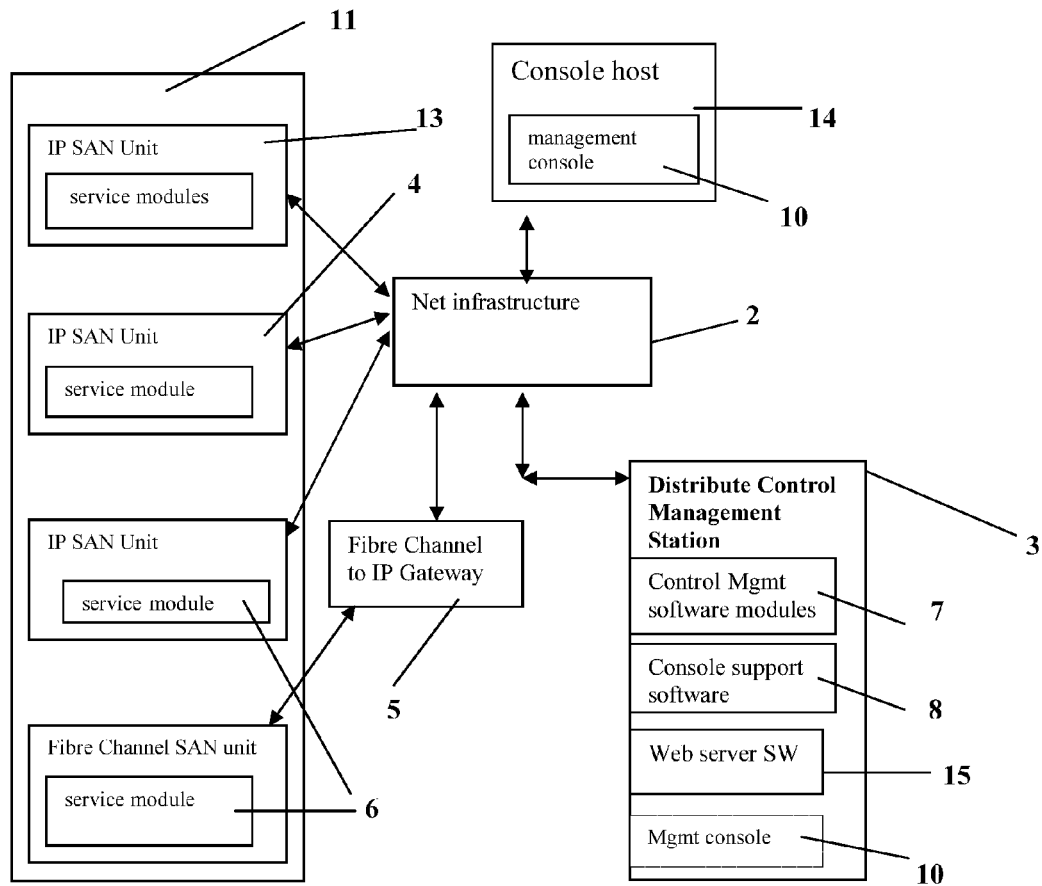 11
IP SAN Unit
13
service modules
4
Console host
14
management
console
10
Net infrastructure
2
IP SAN Unit
service module
IP SAN Unit
service module
Fibre Channel
to IP Gateway
5
Fibre Channel SAN unit
service module
6
Distribute Control
Management
Station
3
Control Mgmt
software modules
7
Console support
software
8
Web server SW
15
Mgmt console
10